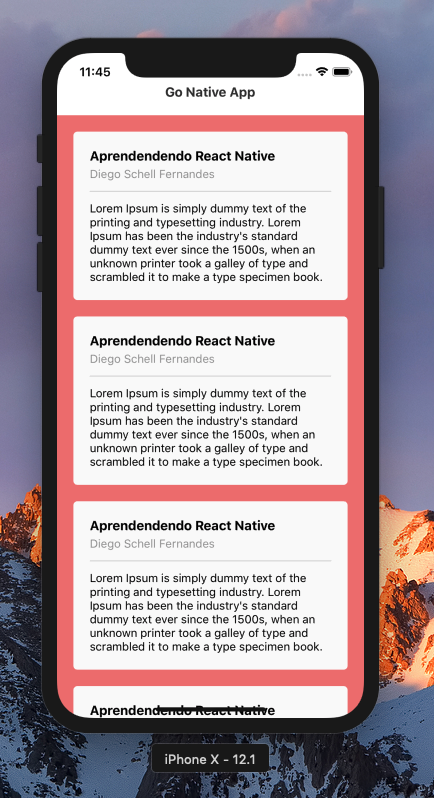 11:45
Go Native App
Aprendendendo React Native
Diego Schell Fernandes
Lorem Ipsum is simply dummy text of the
printing and typesetting industry. Lorem
Ipsum has been the industry's standard
dummy text ever since the 1500s, when an
unknown printer took a galley of type and
scrambled it to make a type specimen book.
Aprendendendo React Native
Diego Schell Fernandes
Lorem Ipsum is simply dummy text of the
printing and typesetting industry. Lorem
Ipsum has been the industry's standard
dummy text ever since the 1500s, when an
unknown printer took a galley of type and
scrambled it to make a type specimen book.
Aprendendendo React Native
Diego Schell Fernandes
Lorem Ipsum is simply dummy text of the
printing and typesetting industry. Lorem
Ipsum has been the industry's standard
dummy text ever since the 1500s, when an
unknown printer took a galley of type and
scrambled it to make a type specimen book.
Aprendendendo React Native
iPhone X - 12.1